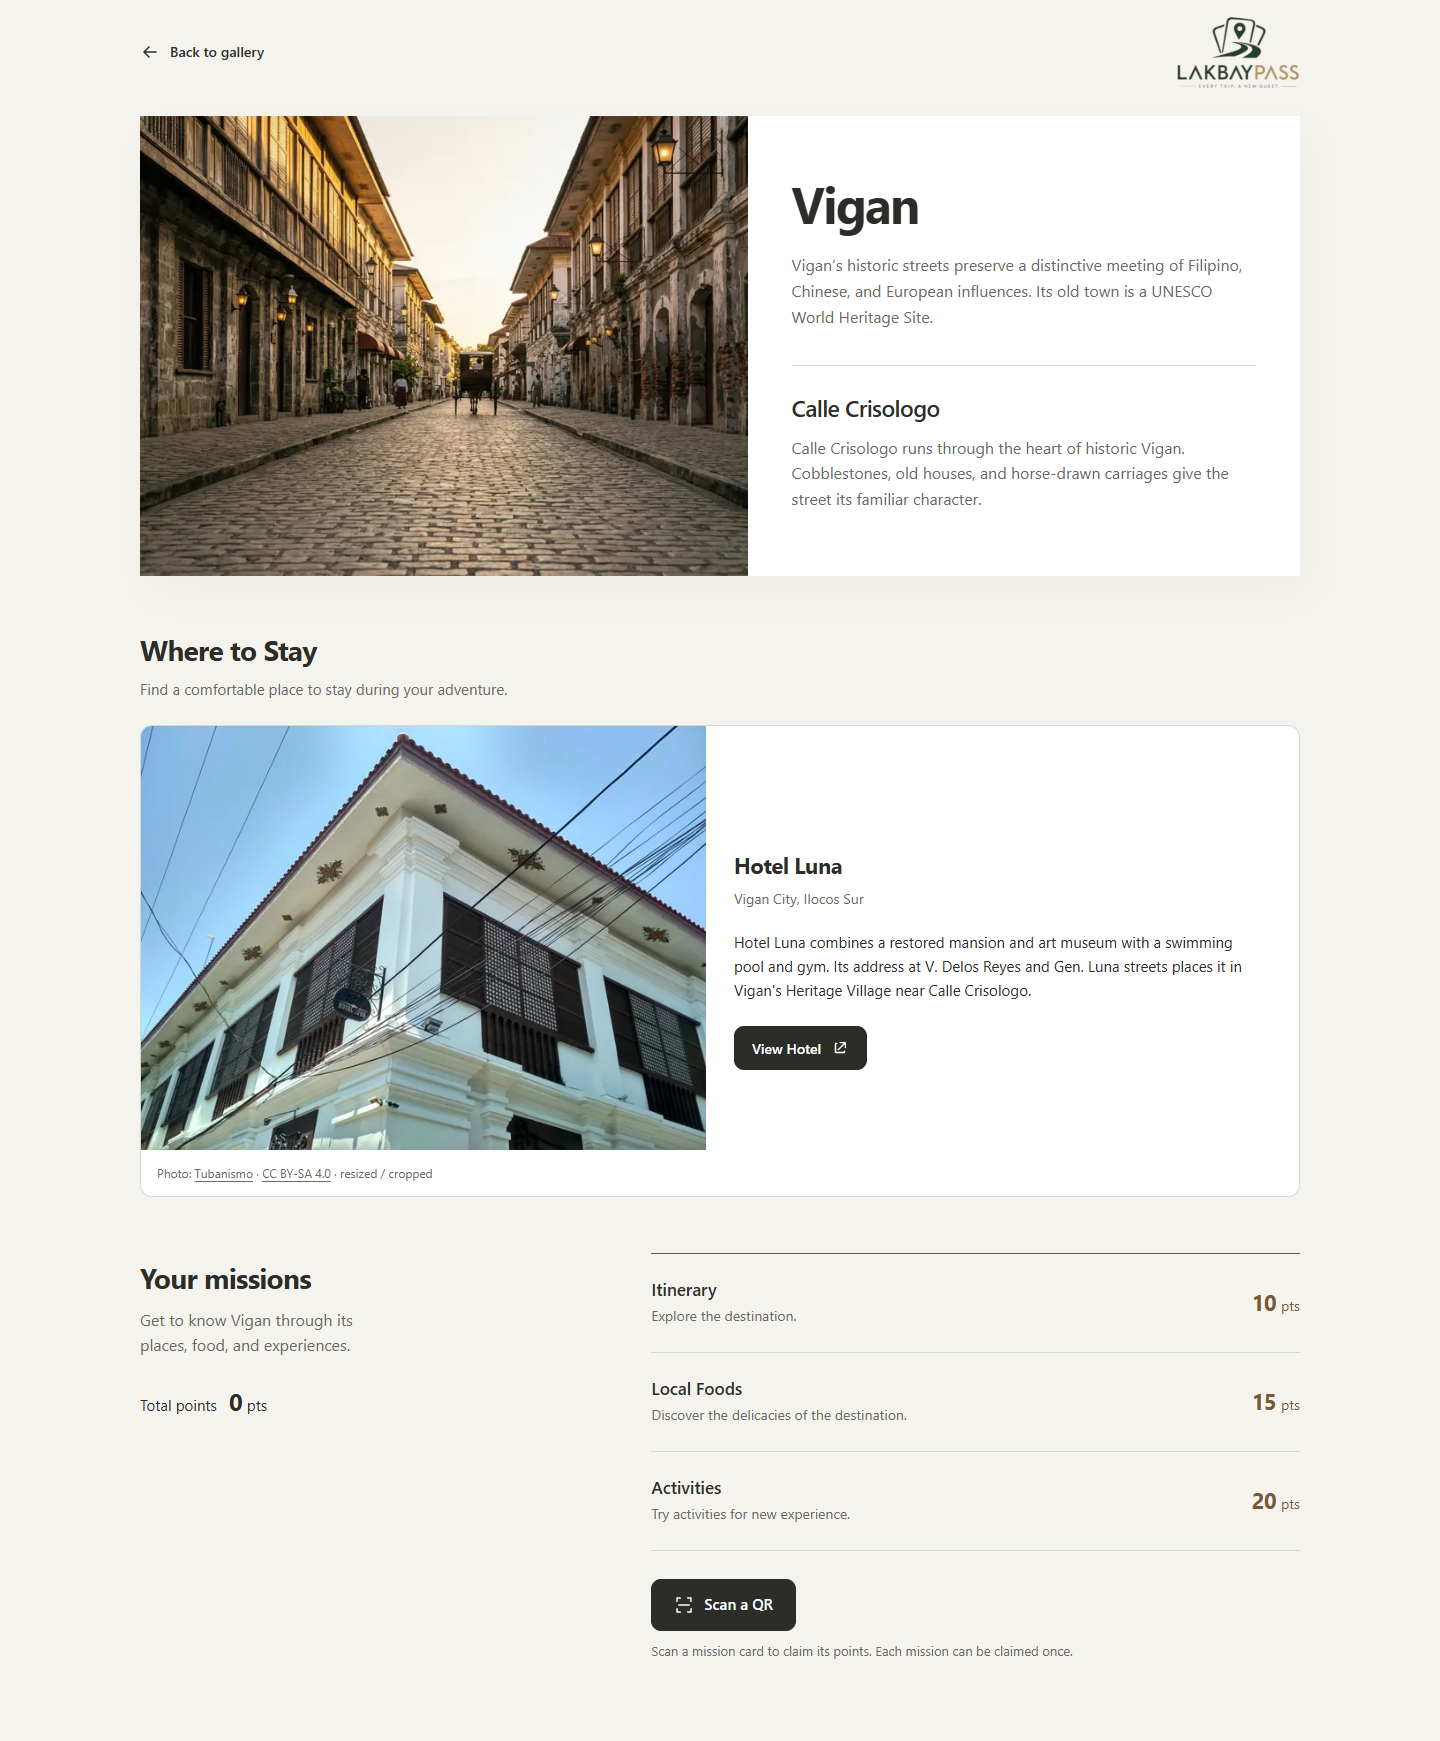 Back to gallery
LAKBAYPASS
EVERY TRIP. A NEW QUEST.
Vigan
Vigan's historic streets preserve a distinctive meeting of Filipino,
Chinese, and European influences. Its old town is a UNESCO
World Heritage Site.
Calle Crisologo
Calle Crisologo runs through the heart of historic Vigan.
Cobblestones, old houses, and horse-drawn carriages give the
street its familiar character.
Where to Stay
Find a comfortable place to stay during your adventure.
Hotel Luna
Vigan City, Ilocos Sur
Hotel Luna combines a restored mansion and art museum with a swimming
pool and gym. Its address at V. Delos Reyes and Gen. Luna streets places it in
Vigan's Heritage Village near Calle Crisologo.
View Hotel
Photo: Tubanismo · CC BY-SA 4.0 · resized / cropped
Your missions
Get to know Vigan through its
places, food, and experiences.
Total points 0 pts
Itinerary
Explore the destination.
10 pts
Local Foods
Discover the delicacies of the destination.
15 pts
Activities
Try activities for new experience.
20 pts
Scan a QR
Scan a mission card to claim its points. Each mission can be claimed once.